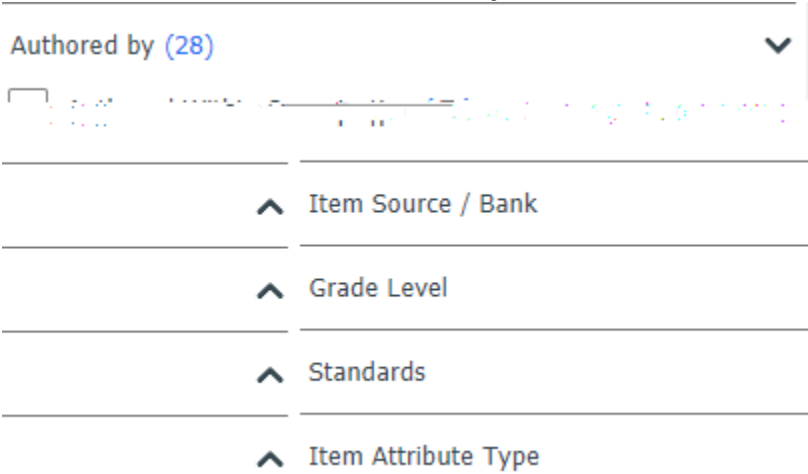 Authored by (28)
Item Source / Bank
Grade Level
Standards
Item Attribute Type